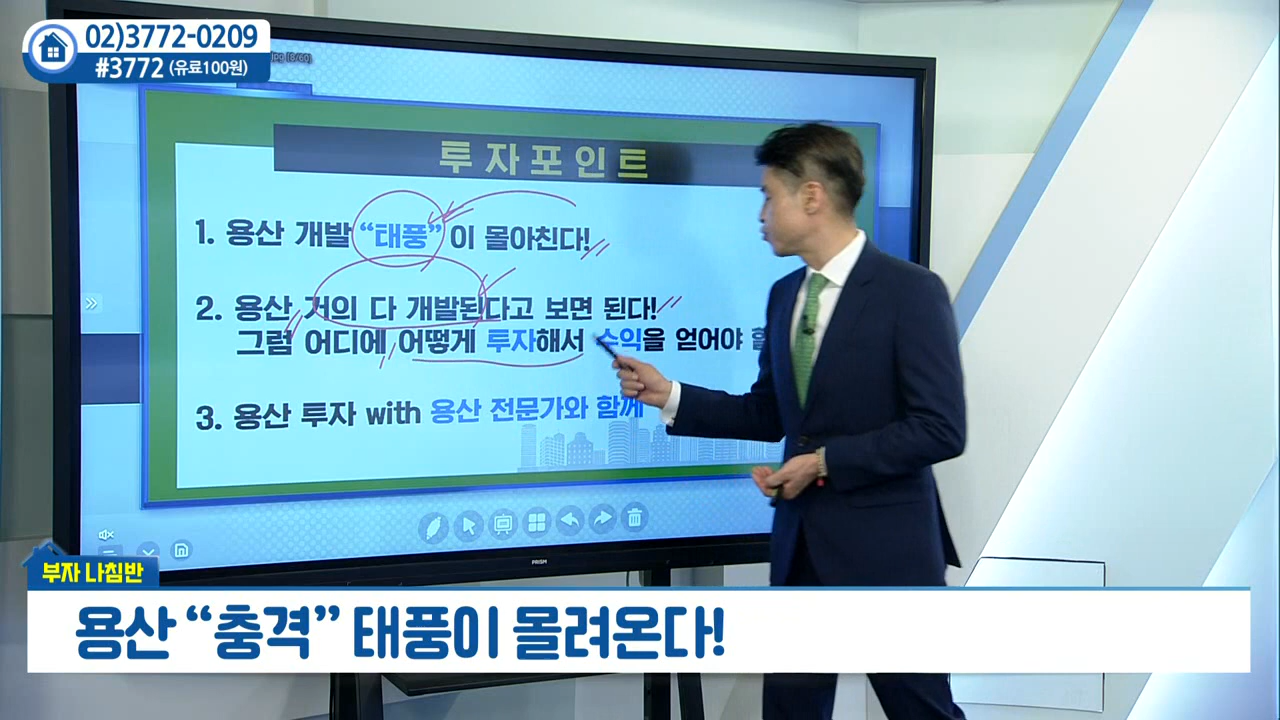 02)3772-0209
#3772 (유료100원)
투자포인트
1. 용산 개발 “태풍” 이 몰아친다!
2. 용산 거의 다 개발된다고 보면 된다!
그럼 어디에 어떻게 투자해서 수익을 얻어야
3. 용산 투자 with 용산 전문가와 함께
PRISM
부자 나침반
용산 “충격” 태풍이 몰려온다!